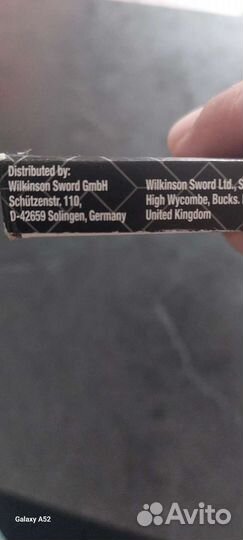 Distributed by:
Wilkinson Sword GmbH
Schützenstr. 110,
D-42659 Solingen, Germany
Wilkinson Sword Ltd., S
High Wycombe, Bucks.
United Kingdom
Galaxy A52
Avito